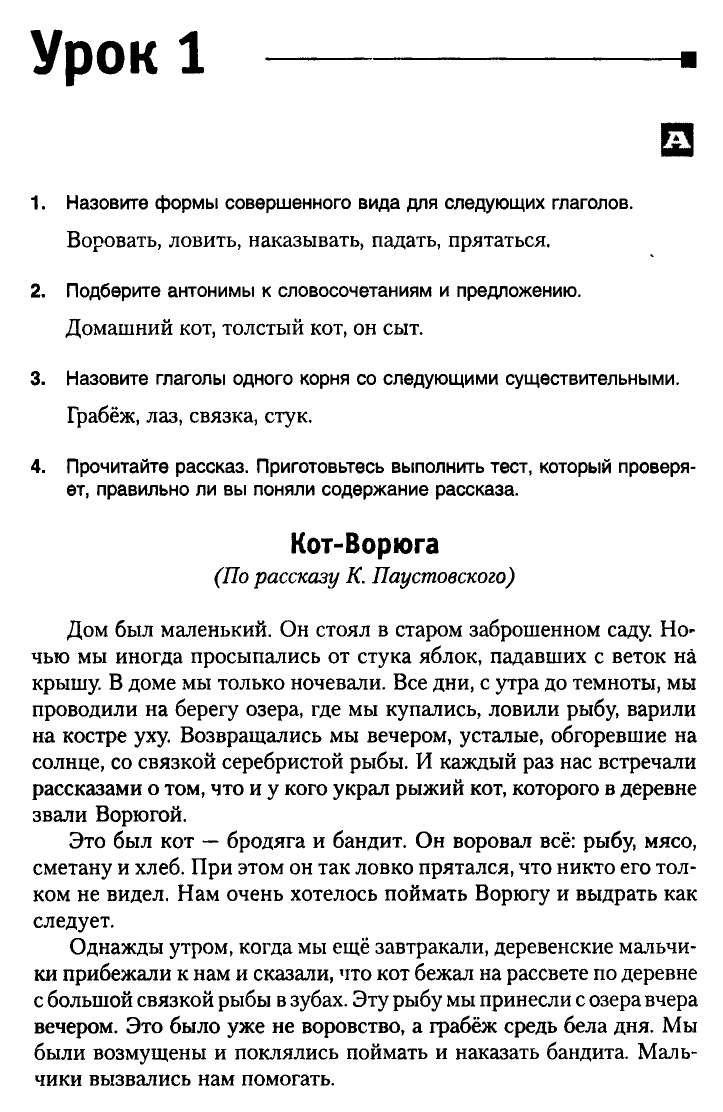 Урок 1
А
1. Назовите формы совершенного вида для следующих глаголов.
Воровать, ловить, наказывать, падать, прятаться.
2. Подберите антонимы к словосочетаниям и предложению.
Домашний кот, толстый кот, он сыт.
3. Назовите глаголы одного корня со следующими существительными.
Грабёж, лаз, связка, стук.
4. Прочитайте рассказ. Приготовьтесь выполнить тест, который проверя-
ет, правильно ли вы поняли содержание рассказа.
Кот-Ворюга
(По рассказу К. Паустовского)
Дом был маленький. Он стоял в старом заброшенном саду. Но-
чью мы иногда просыпались от стука яблок, падавших с веток на
крышу. В доме мы только ночевали. Все дни, с утра до темноты, мы
проводили на берегу озера, где мы купались, ловили рыбу, варили
на костре уху. Возвращались мы вечером, усталые, обгоревшие на
солнце, со связкой серебристой рыбы. И каждый раз нас встречали
рассказами о том, что и у кого украл рыжий кот, которого в деревне
звали Ворюгой.
Это был кот — бродяга и бандит. Он воровал всё: рыбу, мясо,
сметану и хлеб. При этом он так ловко прятался, что никто его тол-
ком не видел. Нам очень хотелось поймать Ворюгу и выдрать как
следует.
Однажды утром, когда мы ещё завтракали, деревенские мальчи-
ки прибежали к нам и сказали, что кот бежал на рассвете по деревне
с большой связкой рыбы в зубах. Эту рыбу мы принесли с озера вчера
вечером. Это было уже не воровство, а грабёж средь бела дня. Мы
были возмущены и поклялись поймать и наказать бандита. Маль-
чики вызвались нам помогать.